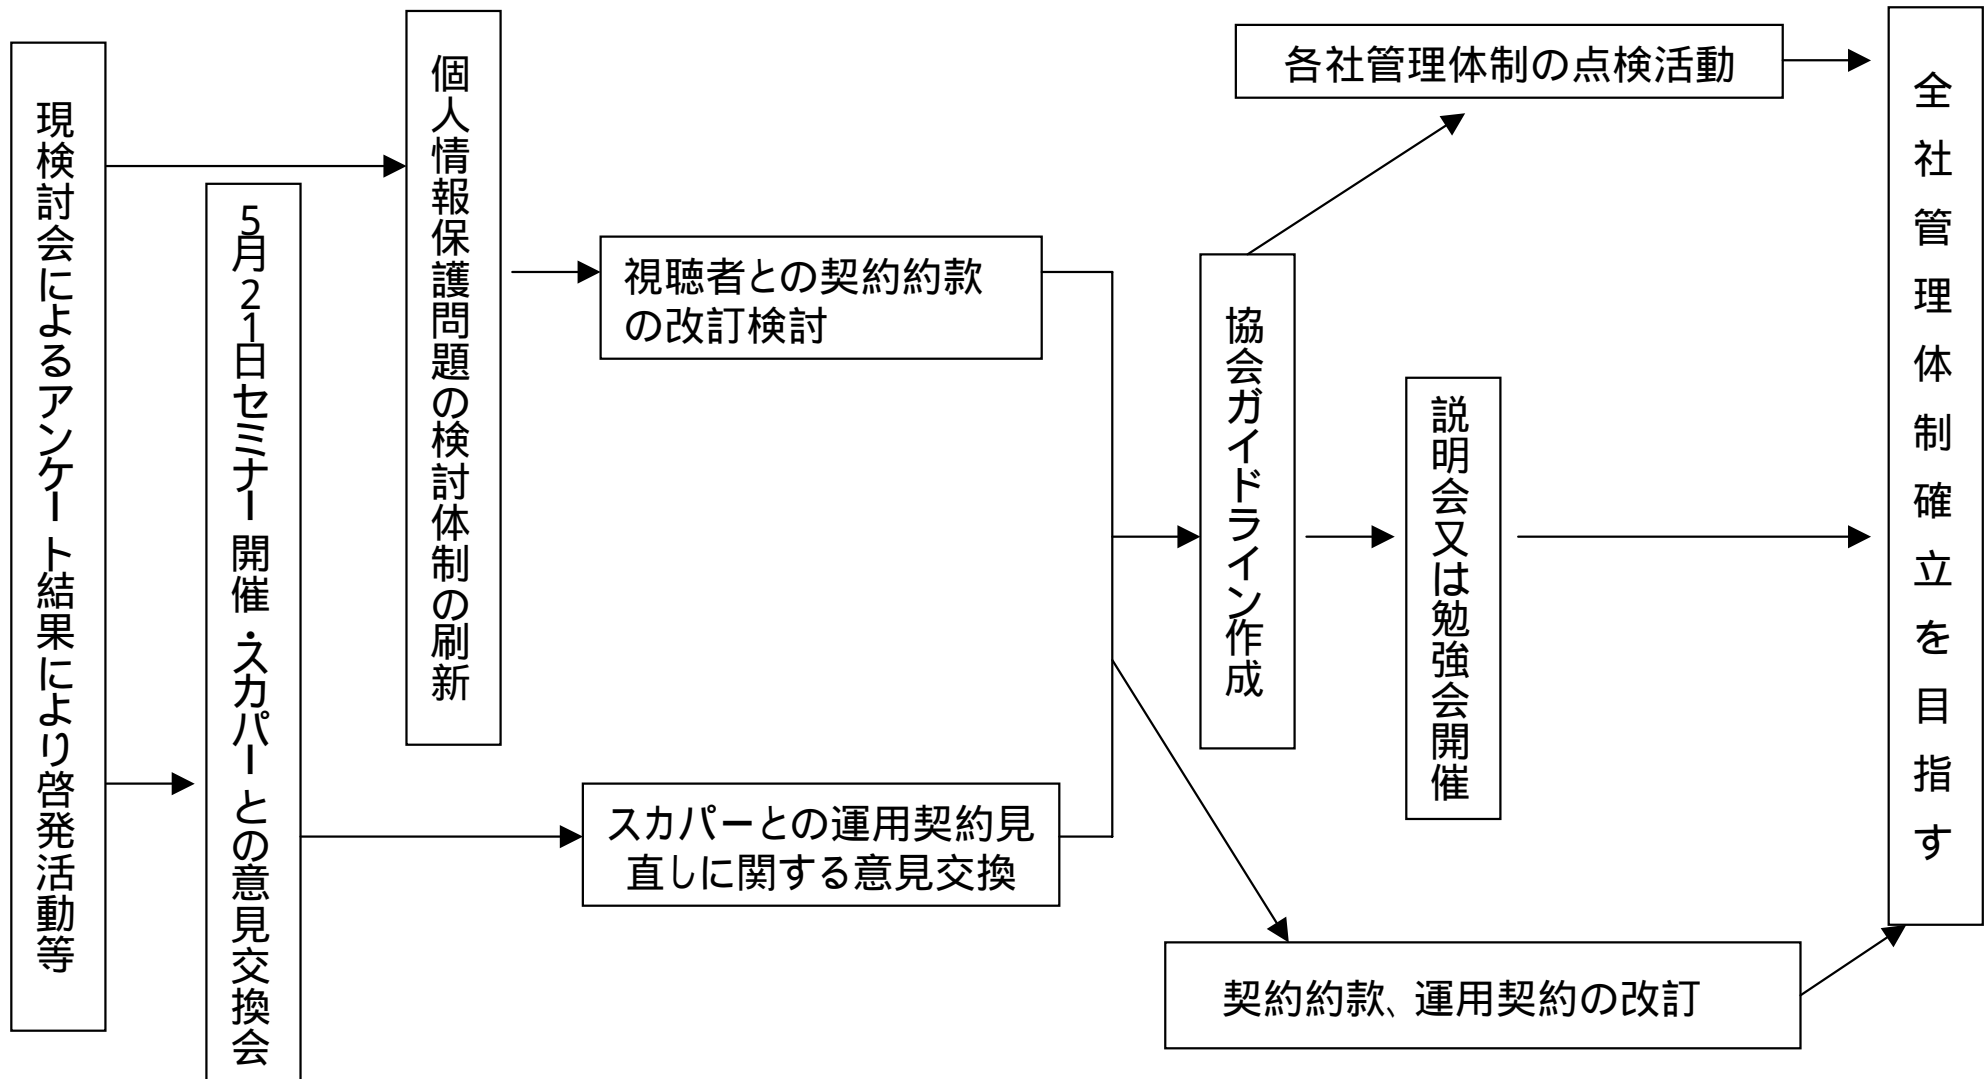 現検討会によるアンケート結果により啓発活動等
5月21日セミナー開催・スカパーとの意見交換会
個人情報保護問題の検討体制の刷新
視聴者との契約約款
の改訂検討
スカパーとの運用契約見
直しに関する意見交換
協会ガイドライン作成
各社管理体制の点検活動
説明会又は勉強会開催
契約約款、運用契約の改訂
全社管理体制確立を目指す